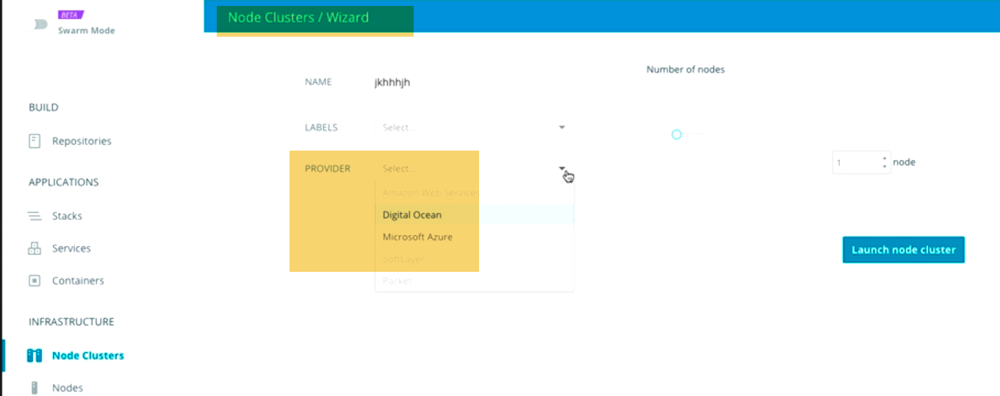 BETA
Swarm Mode
Node Clusters / Wizard
BUILD
Repositories
APPLICATIONS
Stacks
Services
Containers
INFRASTRUCTURE
Node Clusters
Nodes
NAME jkhhhjh
LABELS Select...
PROVIDER Select...
Amazon Web Services
Digital Ocean
Microsoft Azure
SoftLayer
Packet
Number of nodes
1 node
Launch node cluster